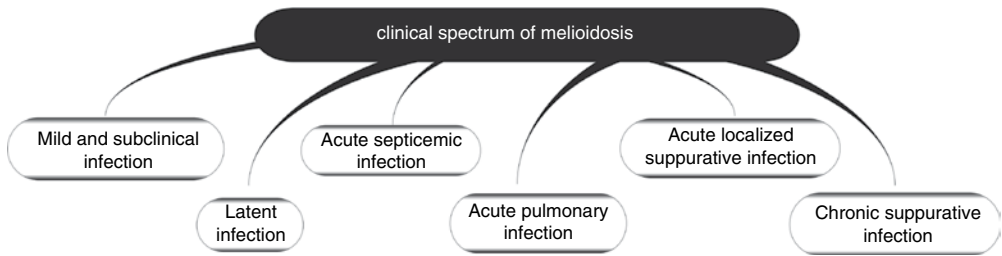 clinical spectrum of melioidosis
Mild and subclinical
infection
Latent
infection
Acute septicemic
infection
Acute pulmonary
infection
Acute localized
suppurative infection
Chronic suppurative
infection